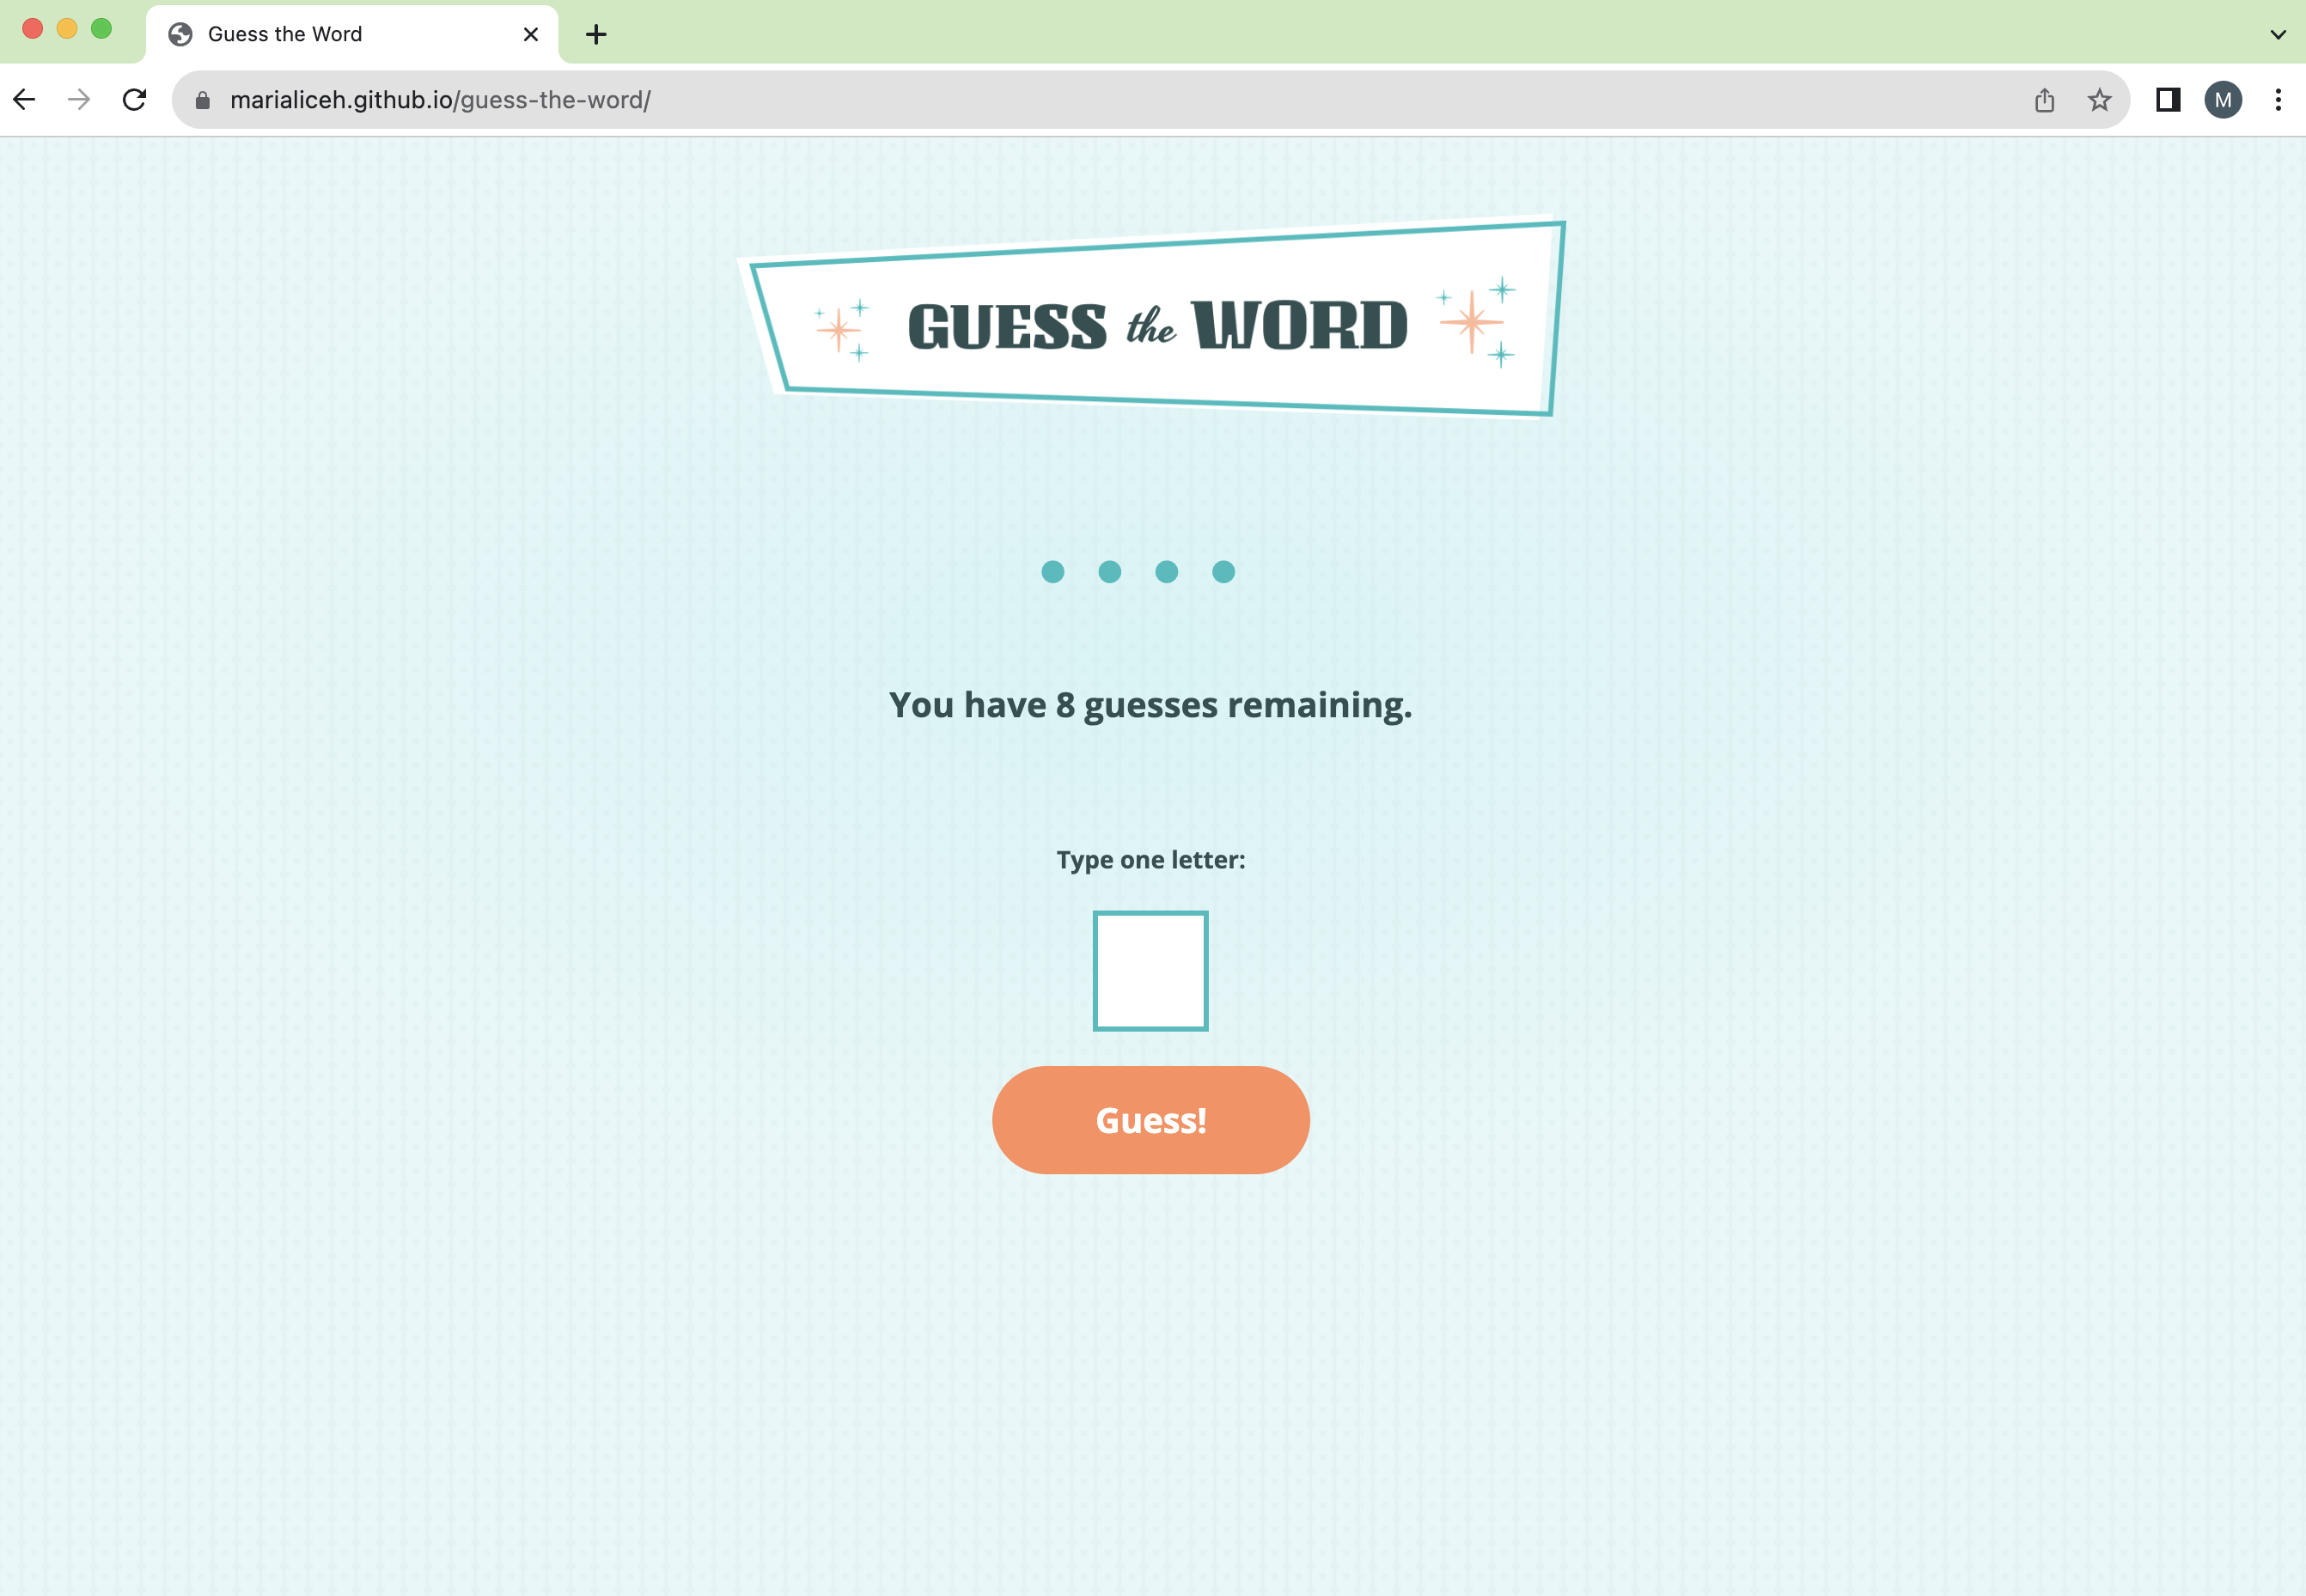 Guess the Word
marialiceh.github.io/guess-the-word/
M
GUESS the WORD
You have 8 guesses remaining.
Type one letter:
Guess!